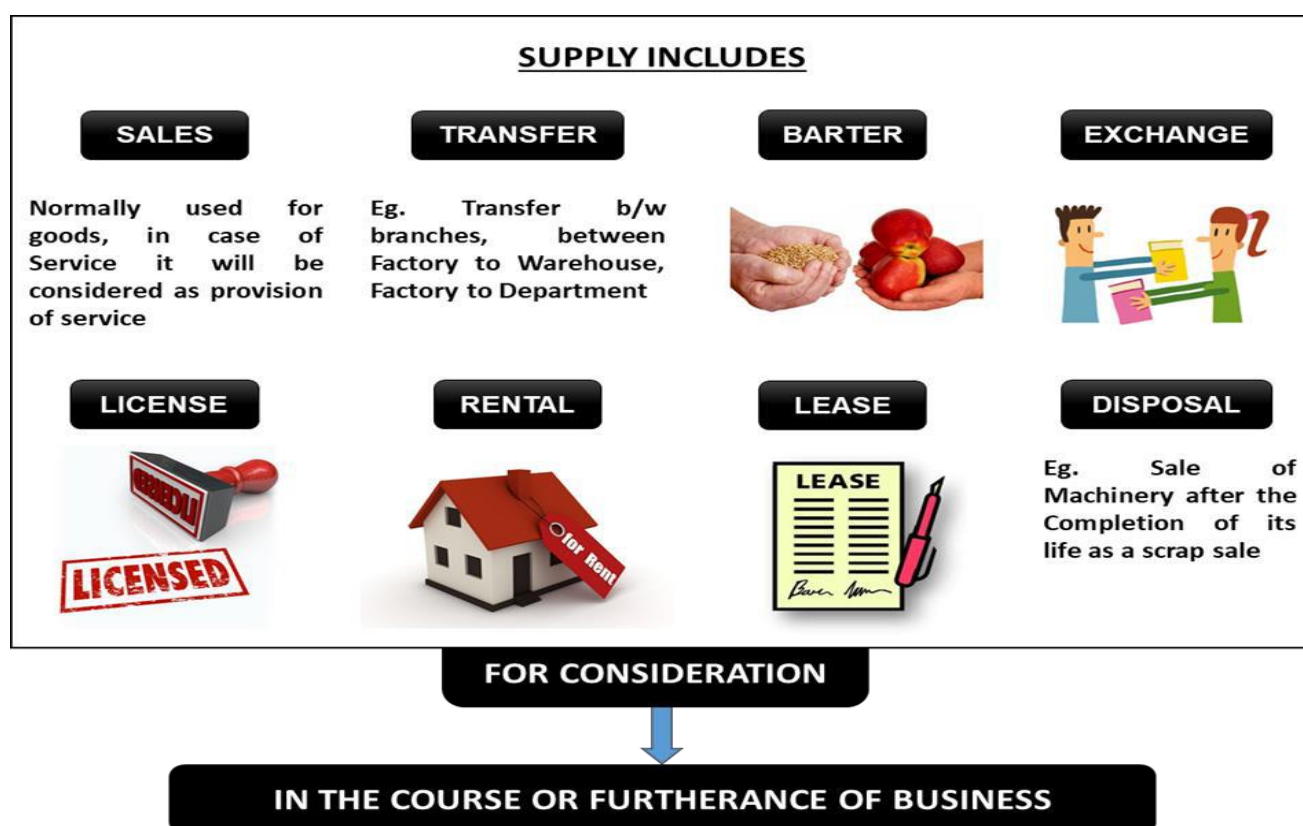 SUPPLY INCLUDES
SALES
TRANSFER
BARTER
EXCHANGE
Normally used for
goods, in case of
Service it will be
considered as provision
of service
Eg. Transfer b/w
branches, between
Factory to Warehouse,
Factory to Department
LICENSE
RENTAL
LEASE
DISPOSAL
LICENSED
LICENSED
for Rent
LEASE
Eg. Sale of
Machinery after the
Completion of its
life as a scrap sale
FOR CONSIDERATION
IN THE COURSE OR FURTHERANCE OF BUSINESS